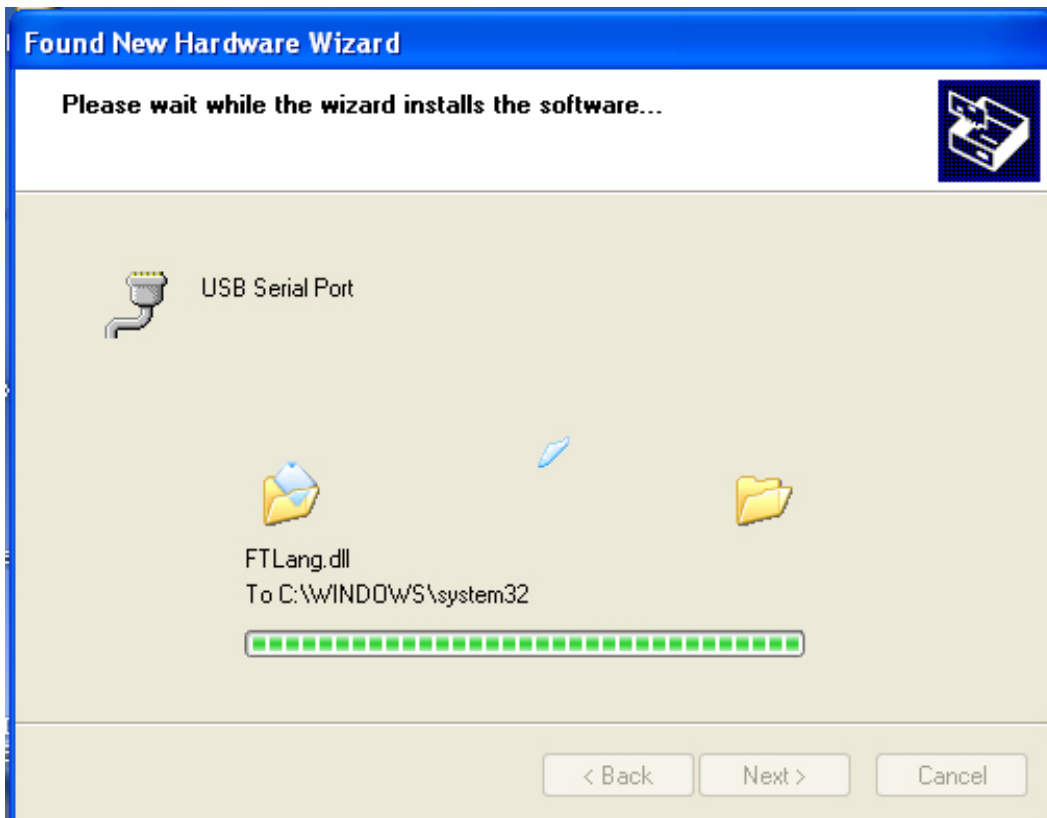 Found New Hardware Wizard
Please wait while the wizard installs the software...
USB Serial Port
FTLang.dll
To C:\WINDOWS\system32
< Back
Next >
Cancel